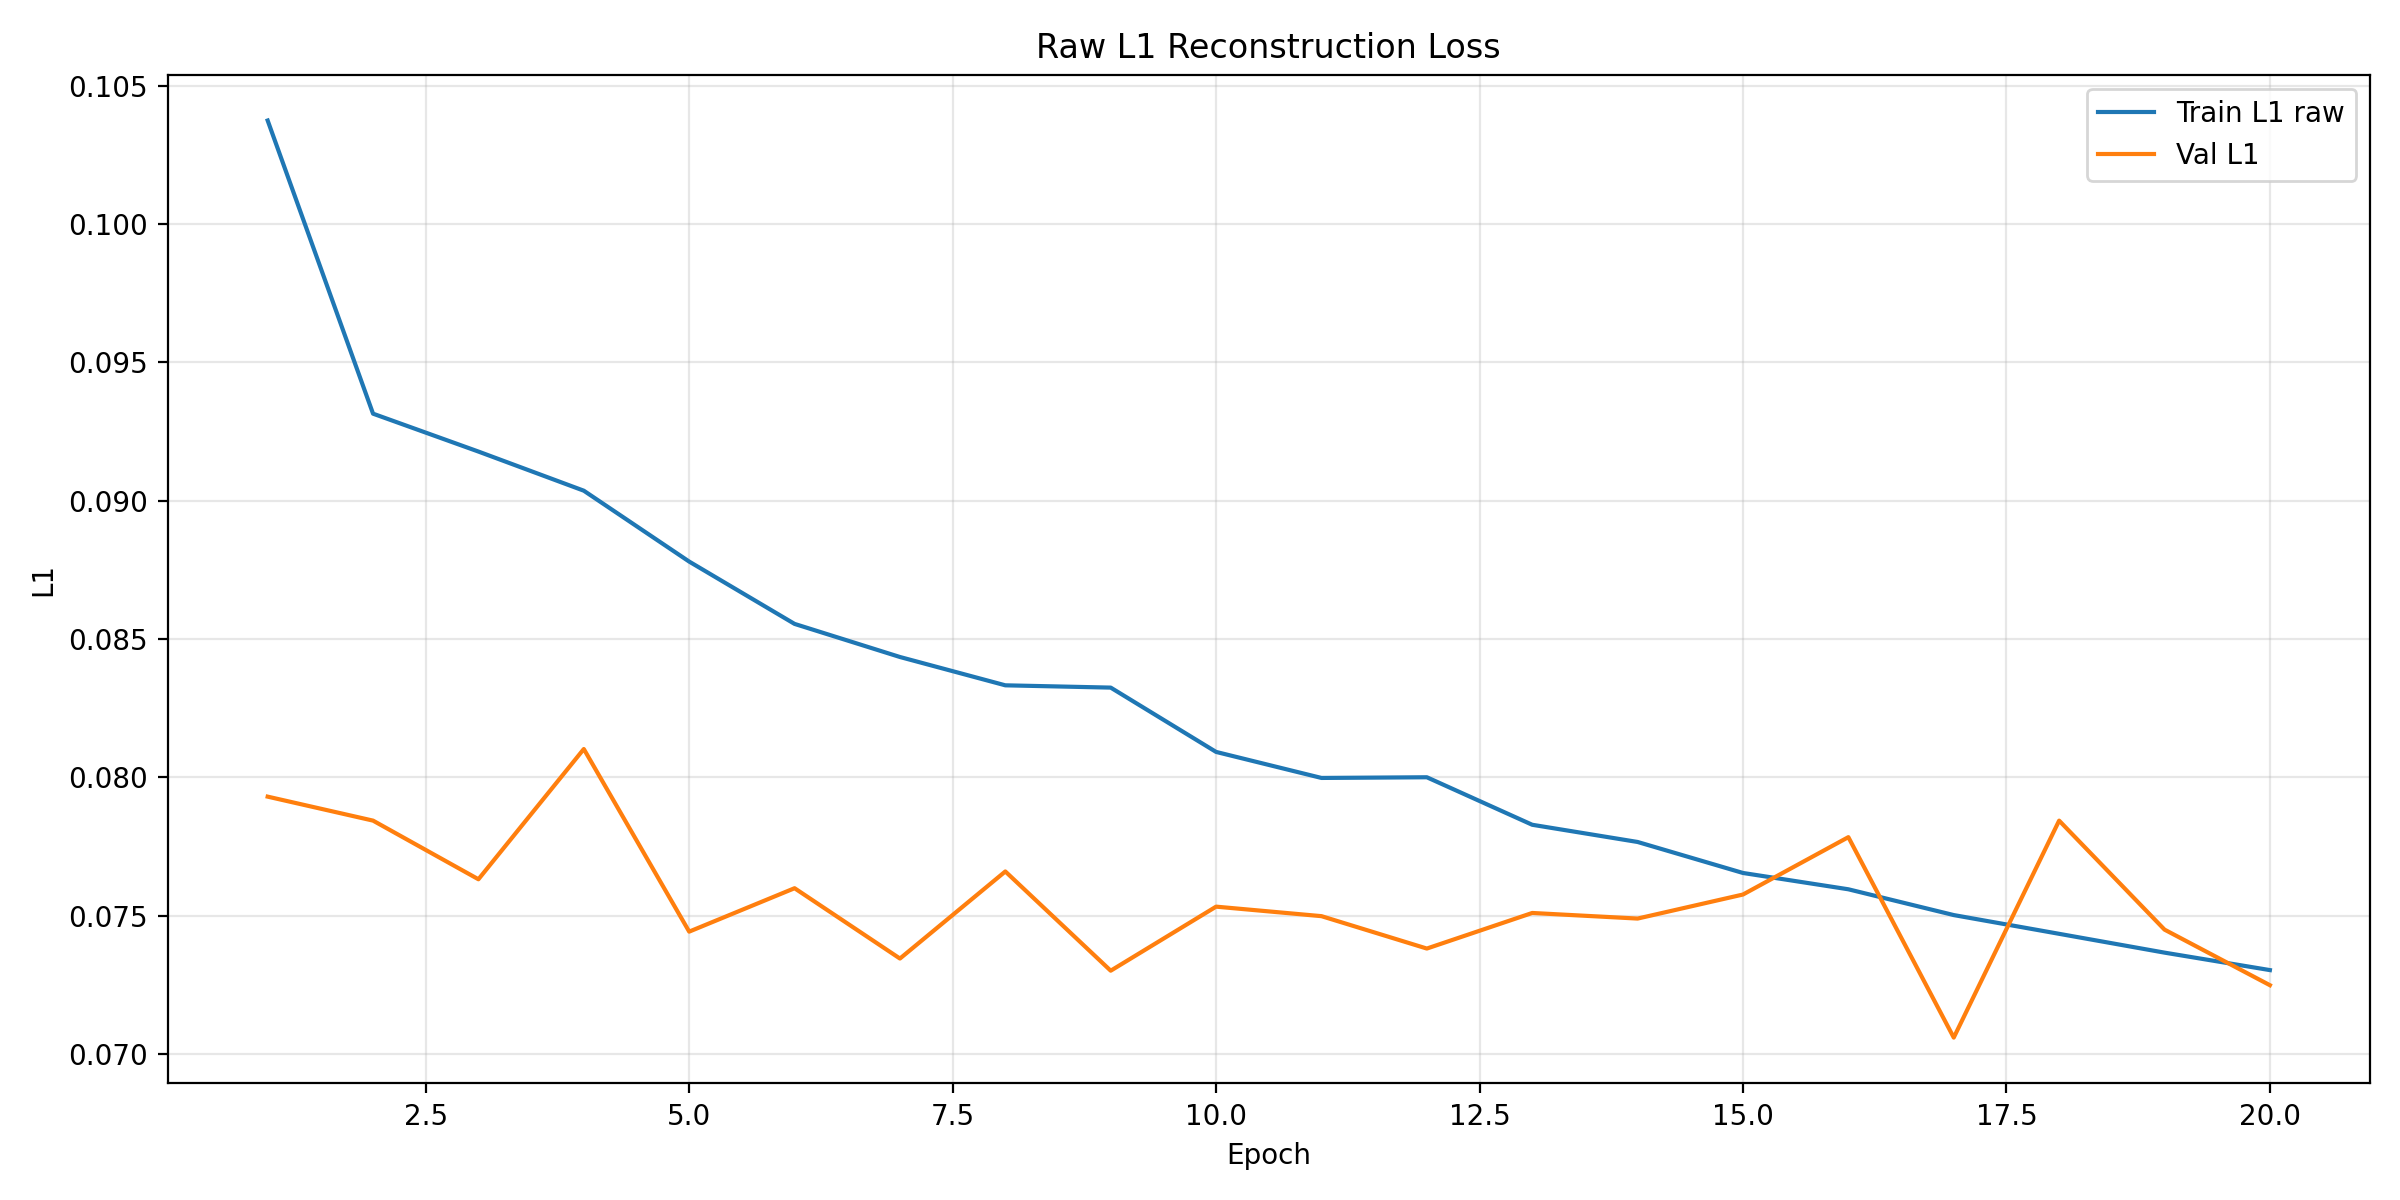 Raw L1 Reconstruction Loss
0.105
0.100
0.095
0.090
0.085
0.080
0.075
0.070
L1
Train L1 raw
Val L1
2.5 5.0 7.5 10.0 12.5 15.0 17.5 20.0
Epoch